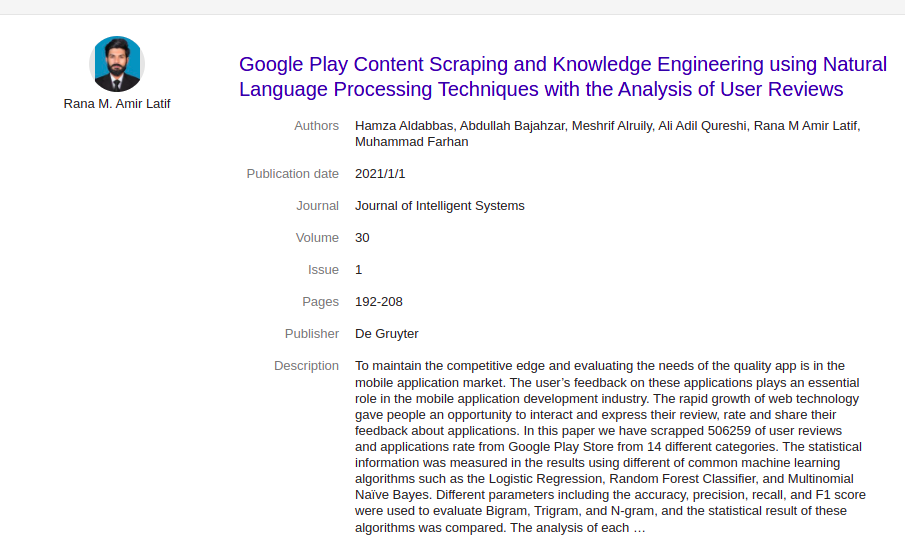 Rana M. Amir Latif
Google Play Content Scraping and Knowledge Engineering using Natural
Language Processing Techniques with the Analysis of User Reviews
Authors Hamza Aldabbas, Abdullah Bajahzar, Meshrif Alruily, Ali Adil Qureshi, Rana M Amir Latif,
Muhammad Farhan
Publication date 2021/1/1
Journal Journal of Intelligent Systems
Volume 30
Issue 1
Pages 192-208
Publisher De Gruyter
Description To maintain the competitive edge and evaluating the needs of the quality app is in the
mobile application market. The user’s feedback on these applications plays an essential
role in the mobile application development industry. The rapid growth of web technology
gave people an opportunity to interact and express their review, rate and share their
feedback about applications. In this paper we have scrapped 506259 of user reviews
and applications rate from Google Play Store from 14 different categories. The statistical
information was measured in the results using different of common machine learning
algorithms such as the Logistic Regression, Random Forest Classifier, and Multinomial
Naïve Bayes. Different parameters including the accuracy, precision, recall, and F1 score
were used to evaluate Bigram, Trigram, and N-gram, and the statistical result of these
algorithms was compared. The analysis of each …